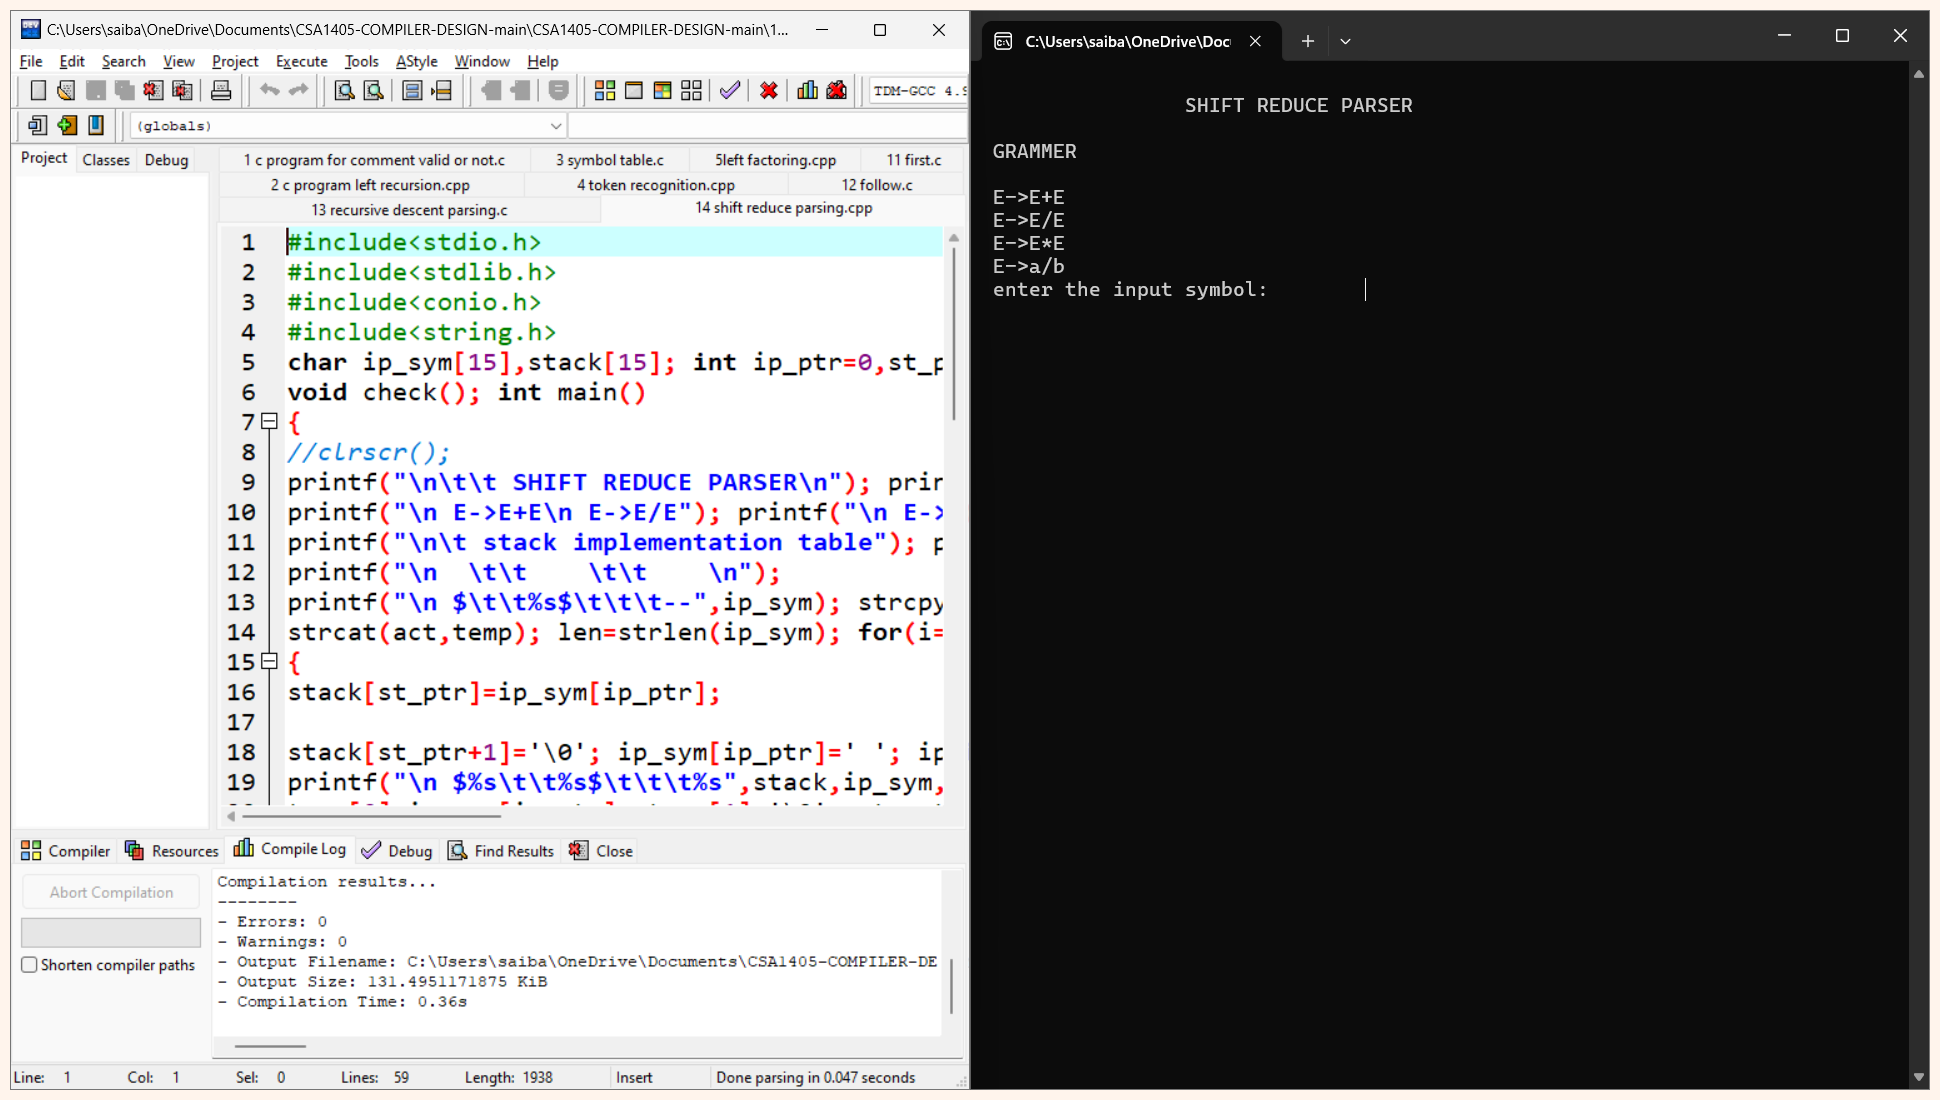 C:\Users\saiba\OneDrive\Documents\CSA1405-COMPILER-DESIGN-main\CSA1405-COMPILER-DESIGN-main\1...
File Edit Search View Project Execute Tools AStyle Window Help
TDM-GCC 4.9
(globals)
Project Classes Debug
1 c program for comment valid or not.c 3 symbol table.c 5left factoring.cpp 11 first.c
2 c program left recursion.cpp 4 token recognition.cpp 12 follow.c
13 recursive descent parsing.c 14 shift reduce parsing.cpp
1 #include<stdio.h>
2 #include<stdlib.h>
3 #include<conio.h>
4 #include<string.h>
5 char ip_sym[15],stack[15]; int ip_ptr=0,st_p
6 void check(); int main()
7 {
8 //clrscr();
9 printf("\n\t\t SHIFT REDUCE PARSER\n"); prin
10 printf("\n E->E+E\n E->E/E"); printf("\n E->
11 printf("\n\t stack implementation table"); p
12 printf("\n  \t\t    \t\t    \n");
13 printf("\n $\t\t%s$\t\t\t--",ip_sym); strcpy
14 strcat(act,temp); len=strlen(ip_sym); for(i=
15 {
16 stack[st_ptr]=ip_sym[ip_ptr];
17
18 stack[st_ptr+1]='\0'; ip_sym[ip_ptr]=' '; ip
19 printf("\n $%s\t\t%s$\t\t\t%s",stack,ip_sym,
Compiler Resources Compile Log Debug Find Results Close
Abort Compilation
Shorten compiler paths
Compilation results...
--------
- Errors: 0
- Warnings: 0
- Output Filename: C:\Users\saiba\OneDrive\Documents\CSA1405-COMPILER-DE
- Output Size: 131.4951171875 KiB
- Compilation Time: 0.36s
Line: 1 Col: 1 Sel: 0 Lines: 59 Length: 1938 Insert Done parsing in 0.047 seconds
C:\Users\saiba\OneDrive\Doc
SHIFT REDUCE PARSER
GRAMMER
E->E+E
E->E/E
E->E*E
E->a/b
enter the input symbol: